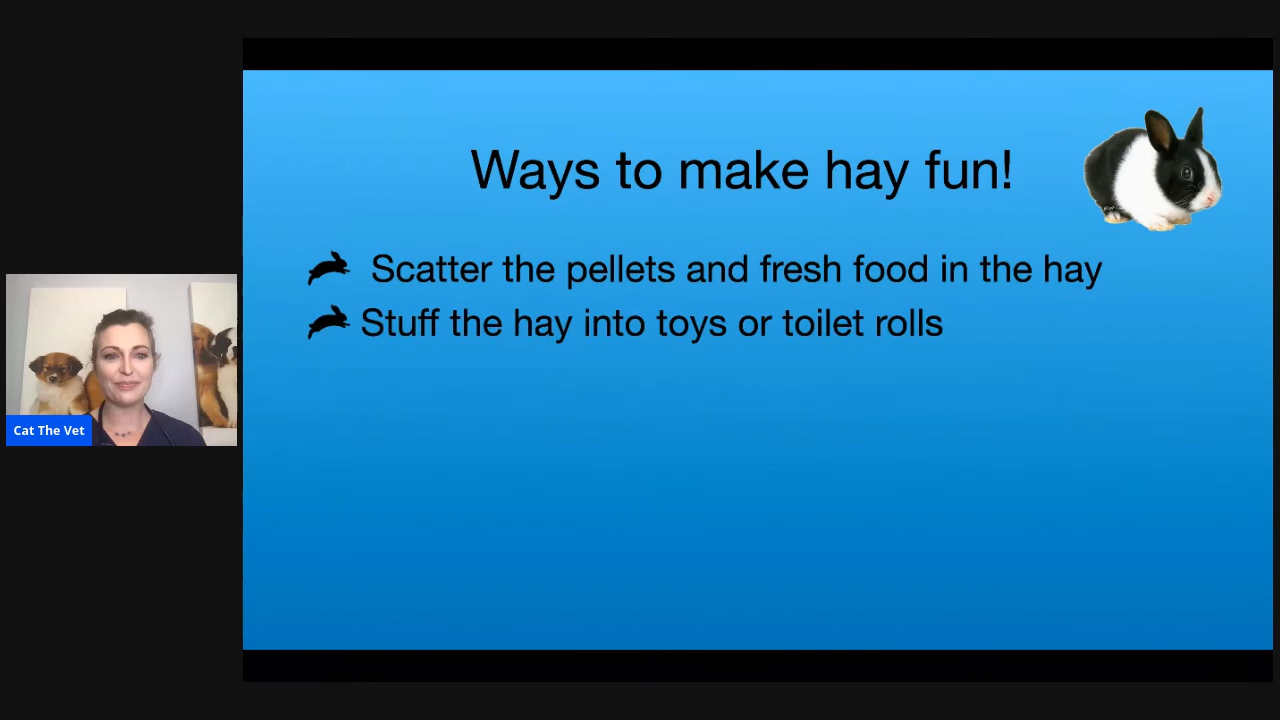 Ways to make hay fun!
Scatter the pellets and fresh food in the hay
Stuff the hay into toys or toilet rolls
Cat The Vet